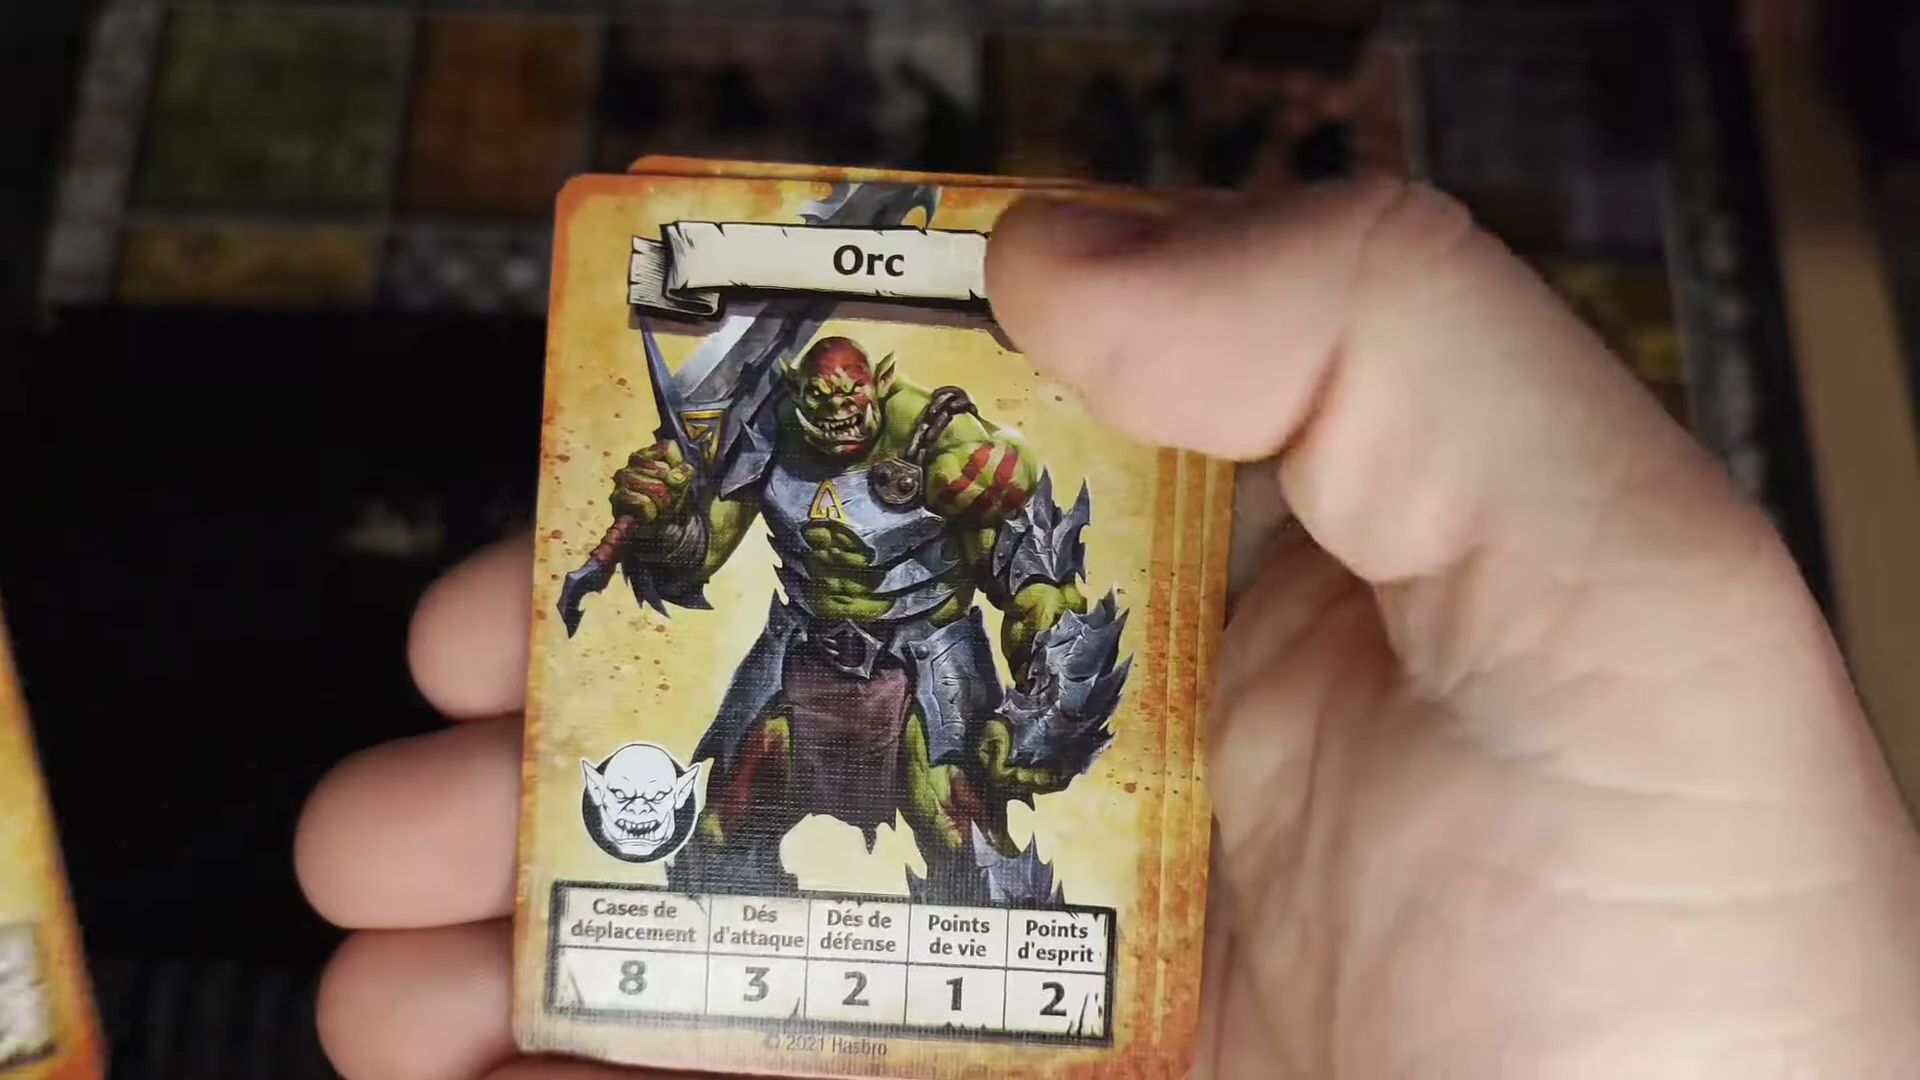 Orc
Cases de déplacement
Dés d'attaque
Dés de défense
Points de vie
Points d'esprit
8 3 2 1 2
© 2021 Hasbro